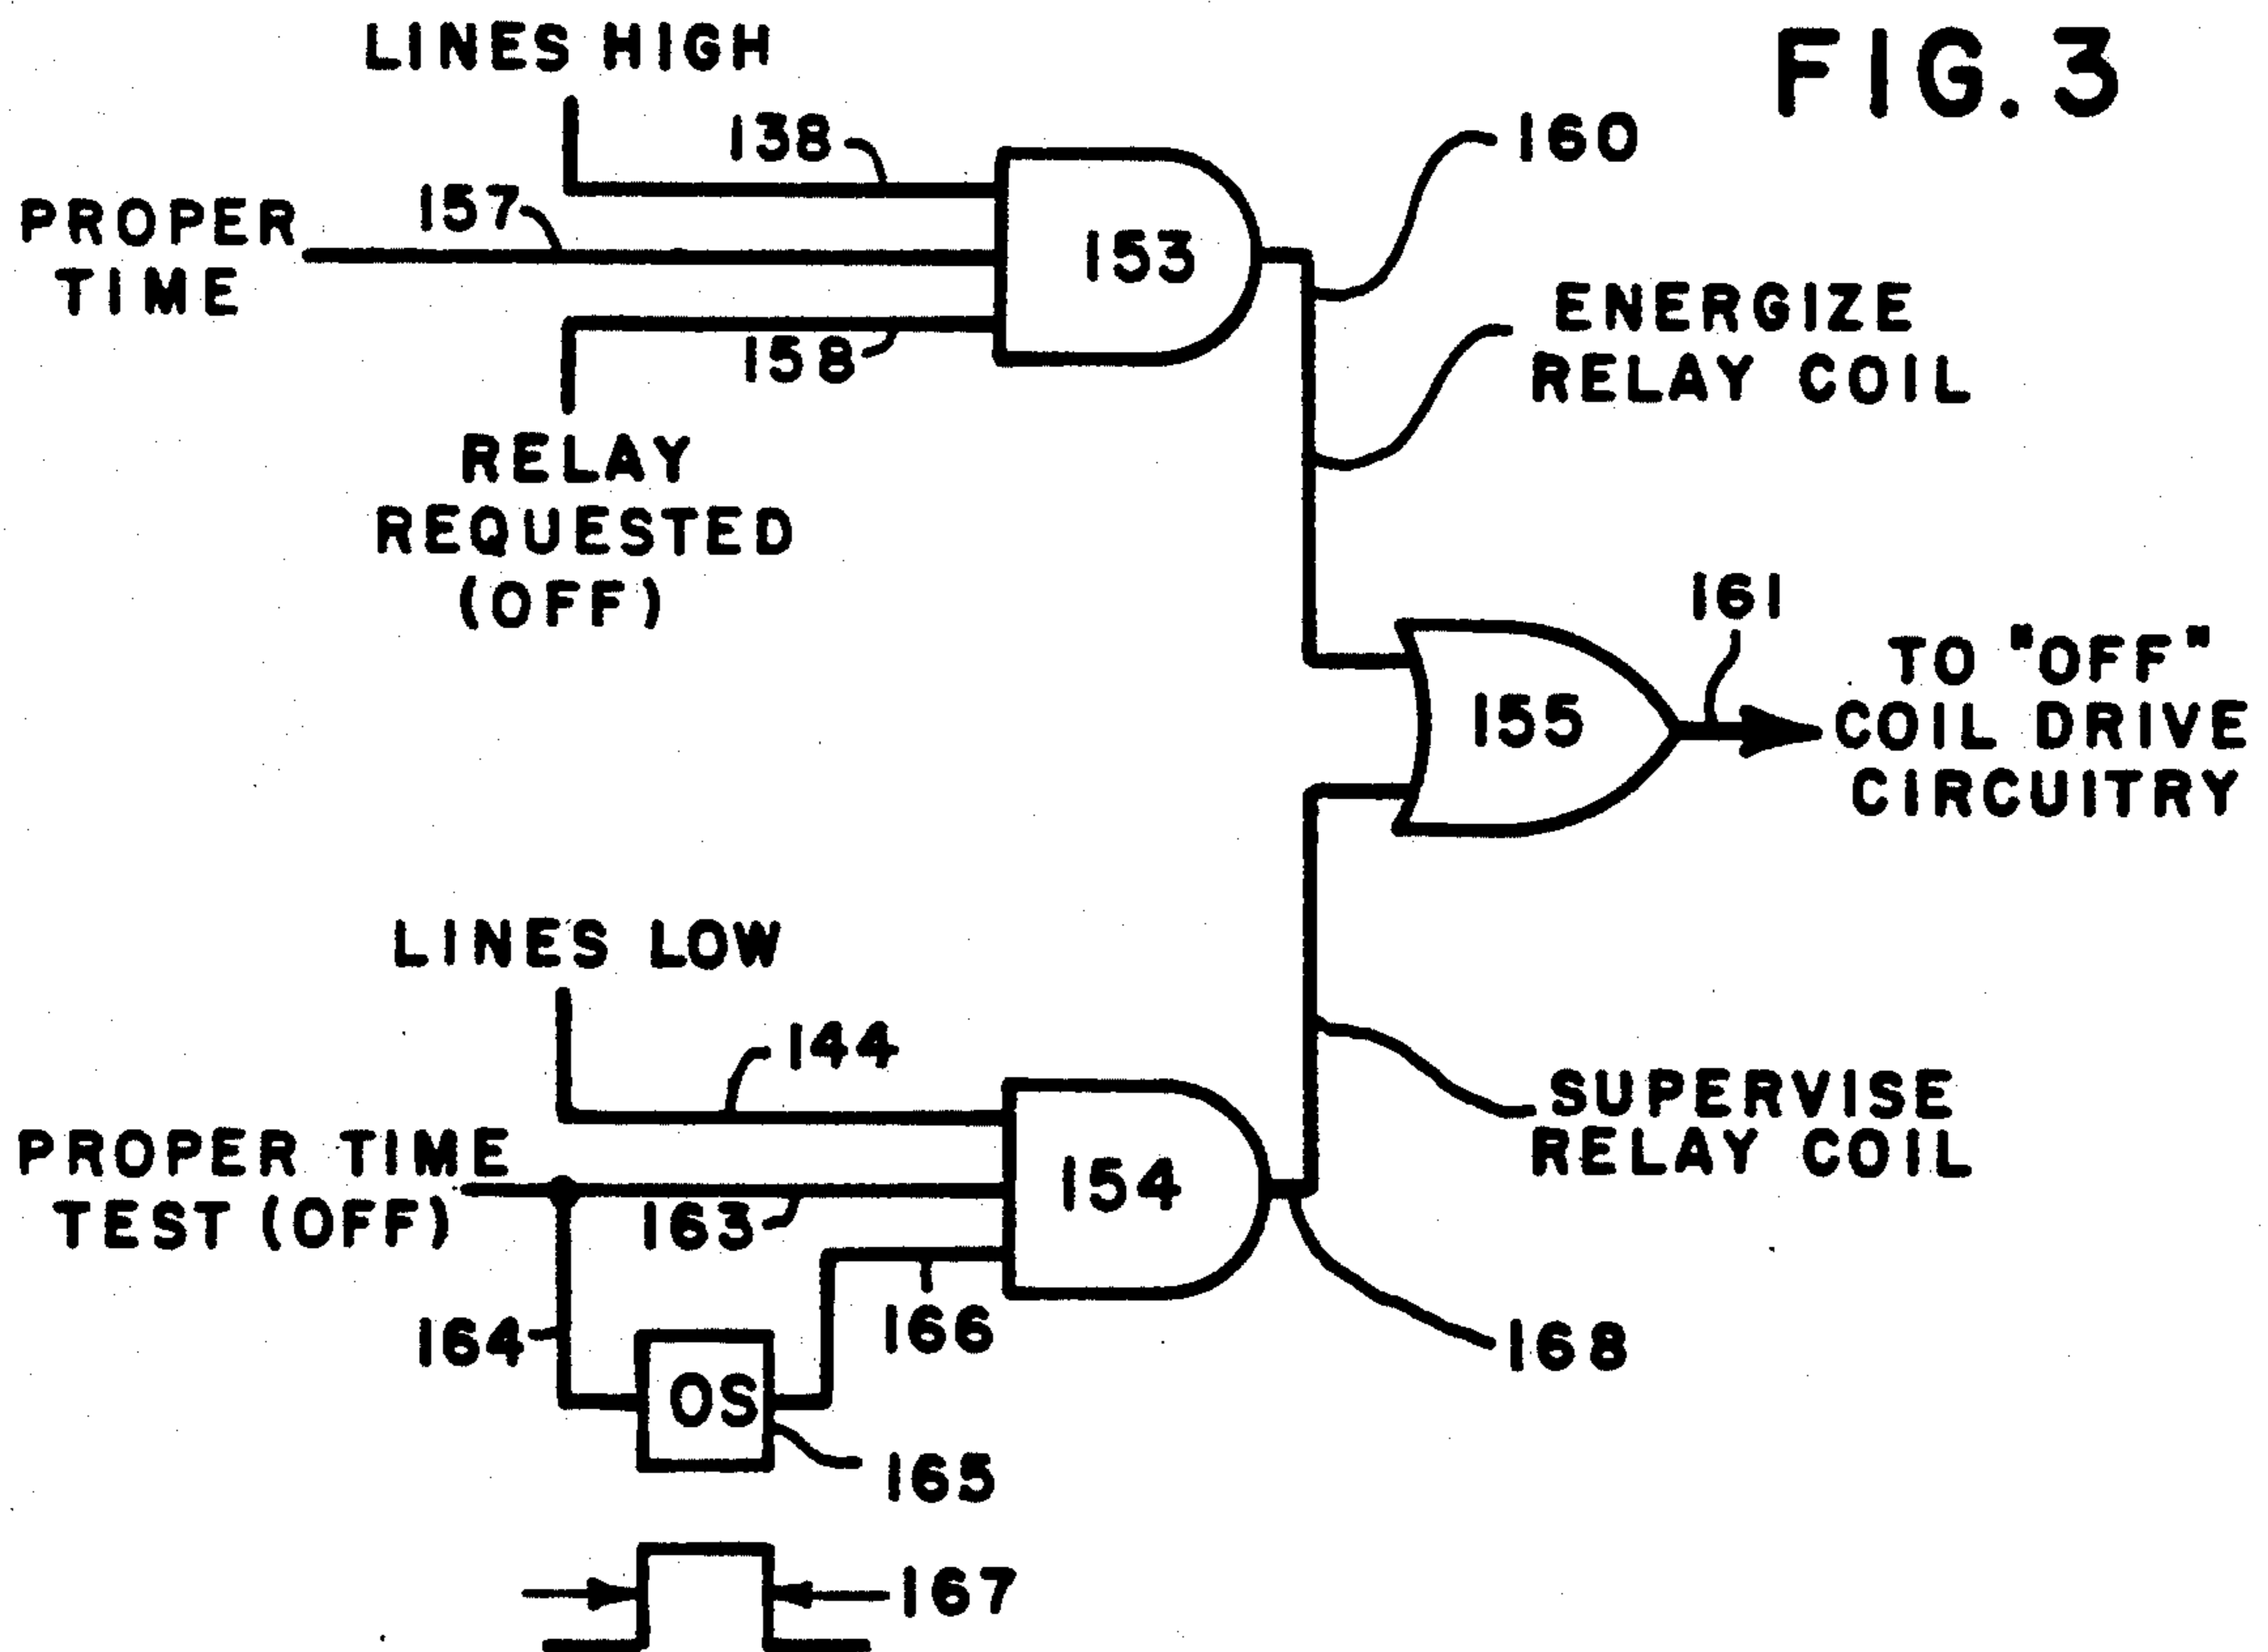 FIG. 3
LINES HIGH
138
160
PROPER
TIME
157
153
158
ENERGIZE
RELAY COIL
RELAY
REQUESTED
(OFF)
161
155
TO "OFF"
COIL DRIVE
CIRCUITRY
LINES LOW
144
SUPERVISE
RELAY COIL
PROPER TIME
TEST (OFF)
163
154
164
166
168
OS
165
167